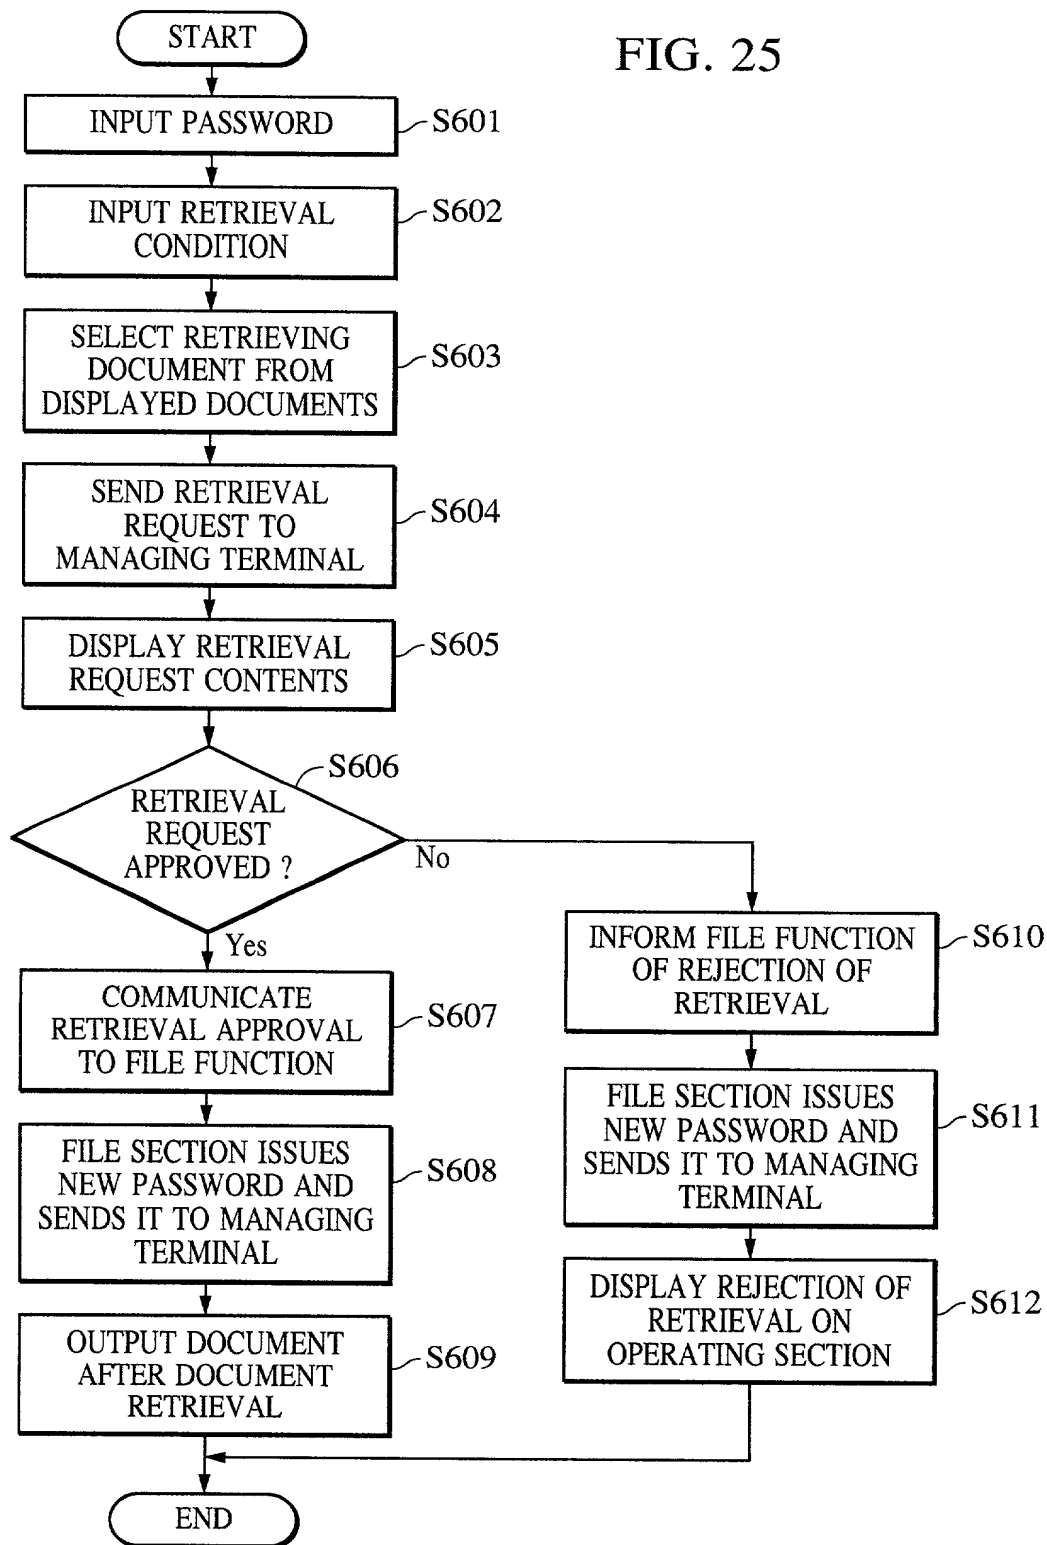 START
FIG. 25
INPUT PASSWORD
S601
INPUT RETRIEVAL
CONDITION
S602
SELECT RETRIEVING
DOCUMENT FROM
DISPLAYED DOCUMENTS
S603
SEND RETRIEVAL
REQUEST TO
MANAGING TERMINAL
S604
DISPLAY RETRIEVAL
REQUEST CONTENTS
S605
RETRIEVAL
REQUEST
APPROVED ?
S606
No
Yes
COMMUNICATE
RETRIEVAL APPROVAL
TO FILE FUNCTION
S607
FILE SECTION ISSUES
NEW PASSWORD AND
SENDS IT TO MANAGING
TERMINAL
S608
OUTPUT DOCUMENT
AFTER DOCUMENT
RETRIEVAL
S609
INFORM FILE FUNCTION
OF REJECTION OF
RETRIEVAL
S610
FILE SECTION ISSUES
NEW PASSWORD AND
SENDS IT TO MANAGING
TERMINAL
S611
DISPLAY REJECTION OF
RETRIEVAL ON
OPERATING SECTION
S612
END